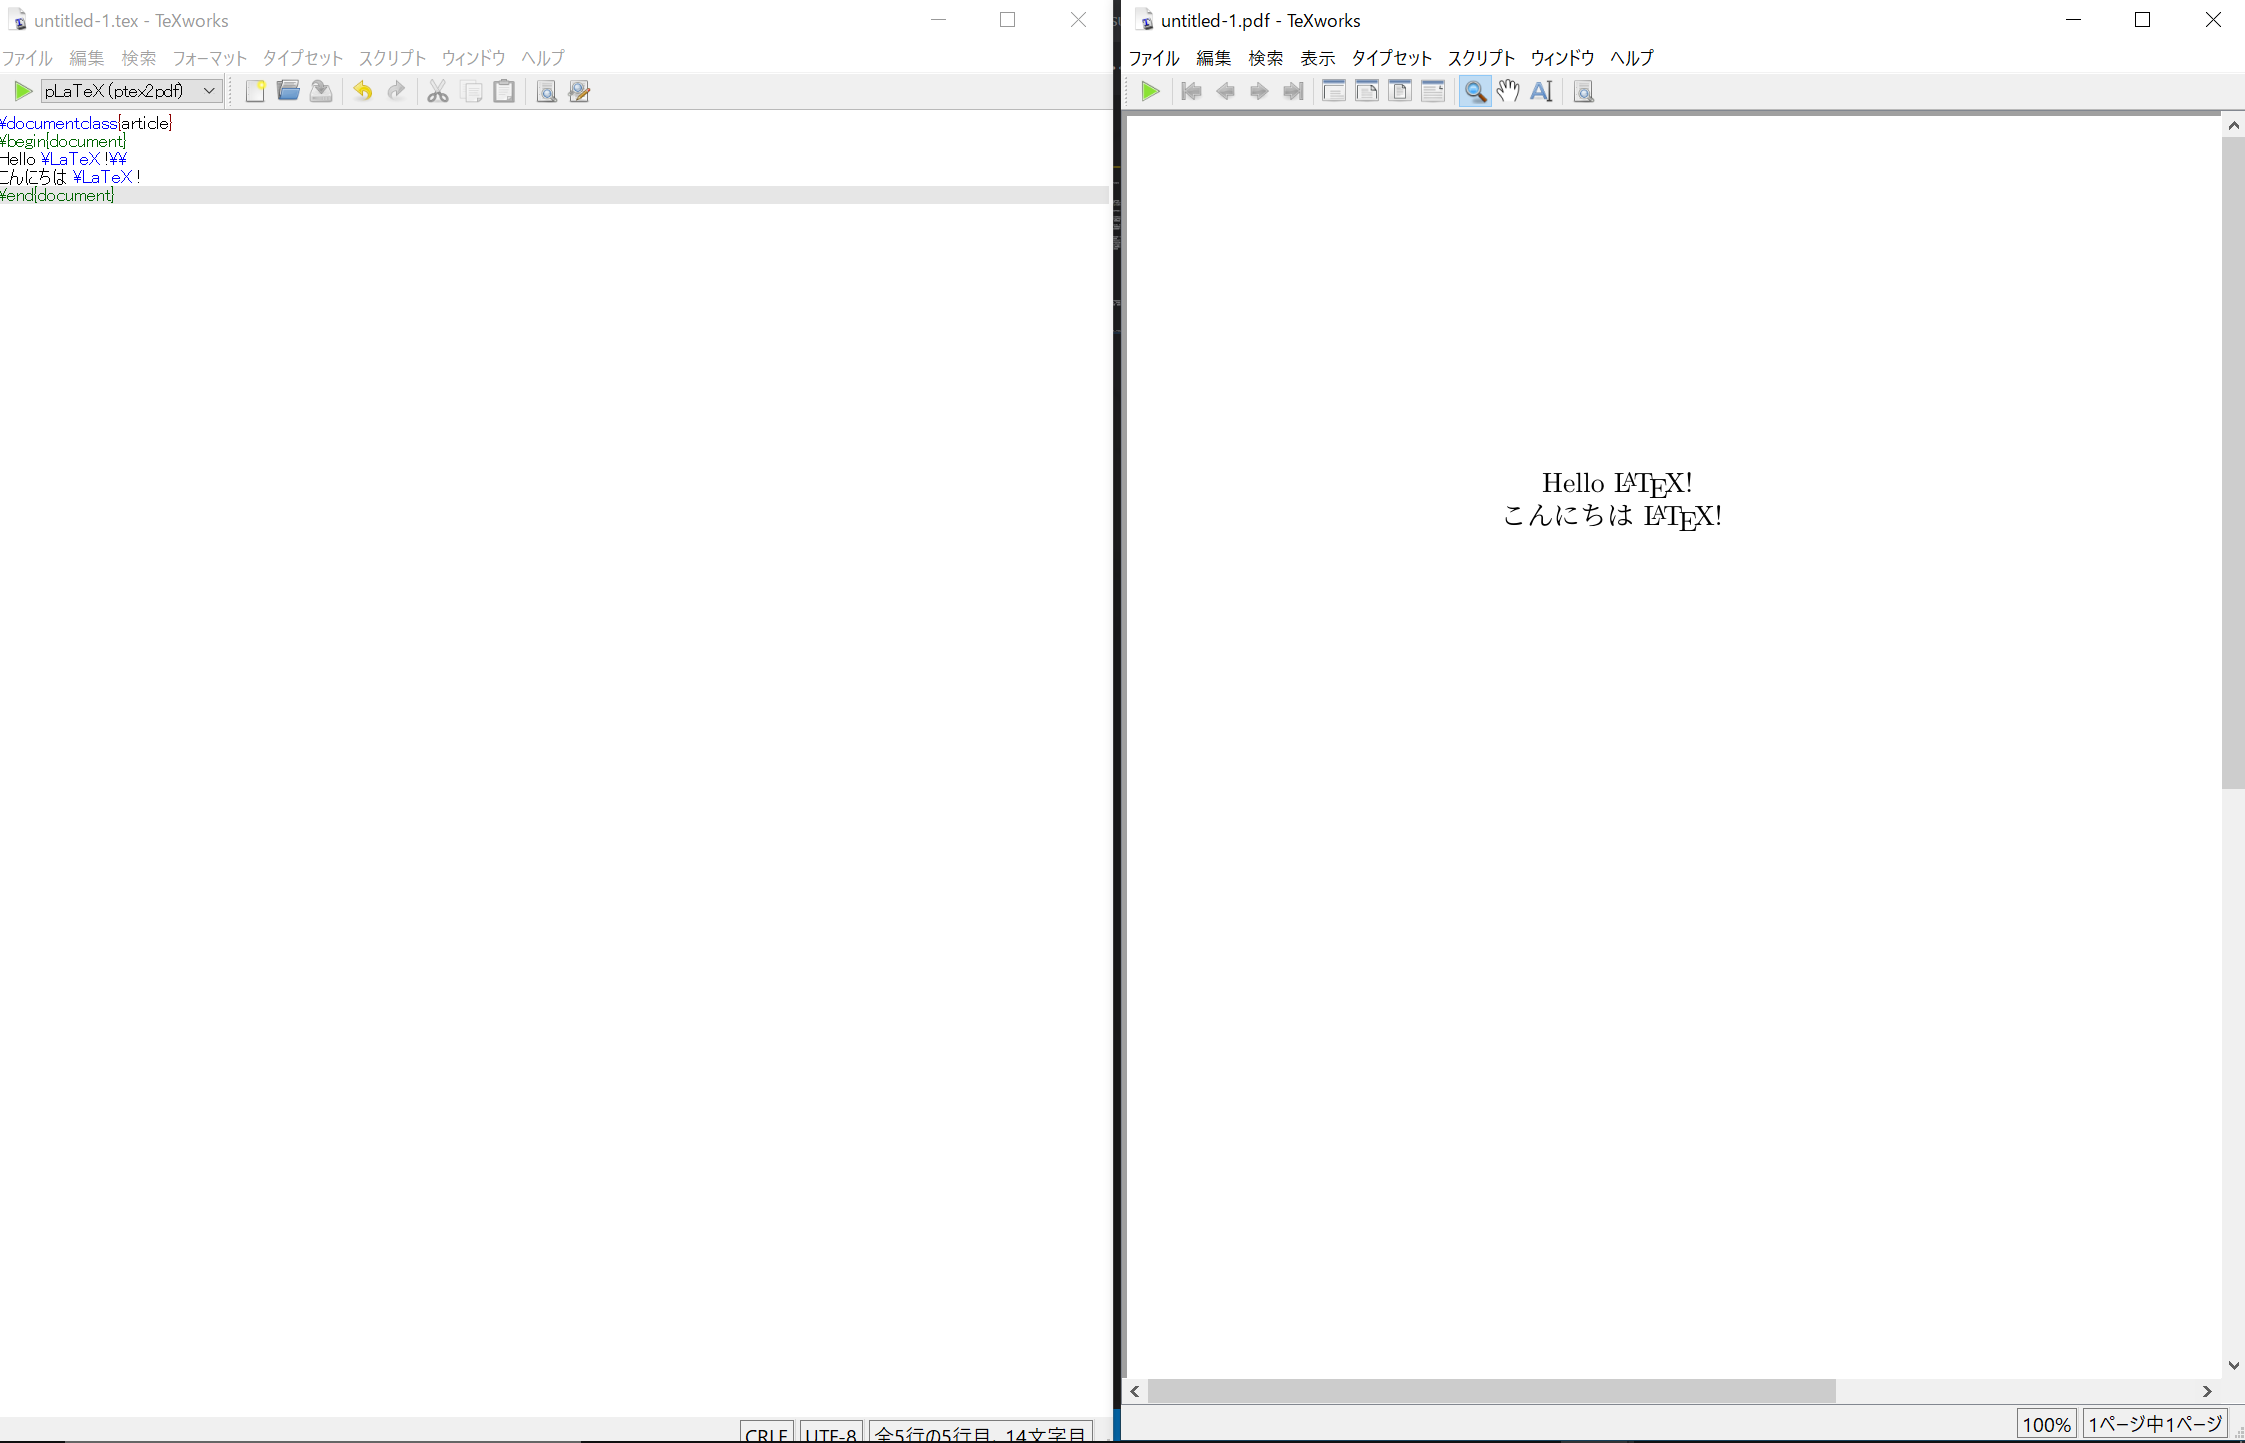 untitled-1.tex - TeXworks
ファイル 編集 検索 フォーマット タイプセット スクリプト ウィンドウ ヘルプ
pLaTeX (ptex2pdf)
¥documentclass{article}
¥begin{document}
Hello ¥LaTeX !¥¥
こんにちは ¥LaTeX !
¥end{document}
CRLF UTF-8 全5行の5行目, 14文字目
untitled-1.pdf - TeXworks
ファイル 編集 検索 表示 タイプセット スクリプト ウィンドウ ヘルプ
Hello LATEX!
こんにちは LATEX!
100% 1ページ中1ページ